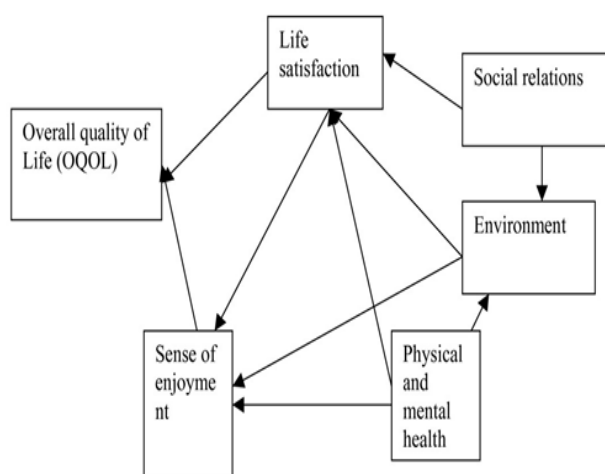 Life
satisfaction
Social relations
Overall quality of
Life (OQOL)
Environment
Sense of
enjoyme
nt
Physical
and
mental
health